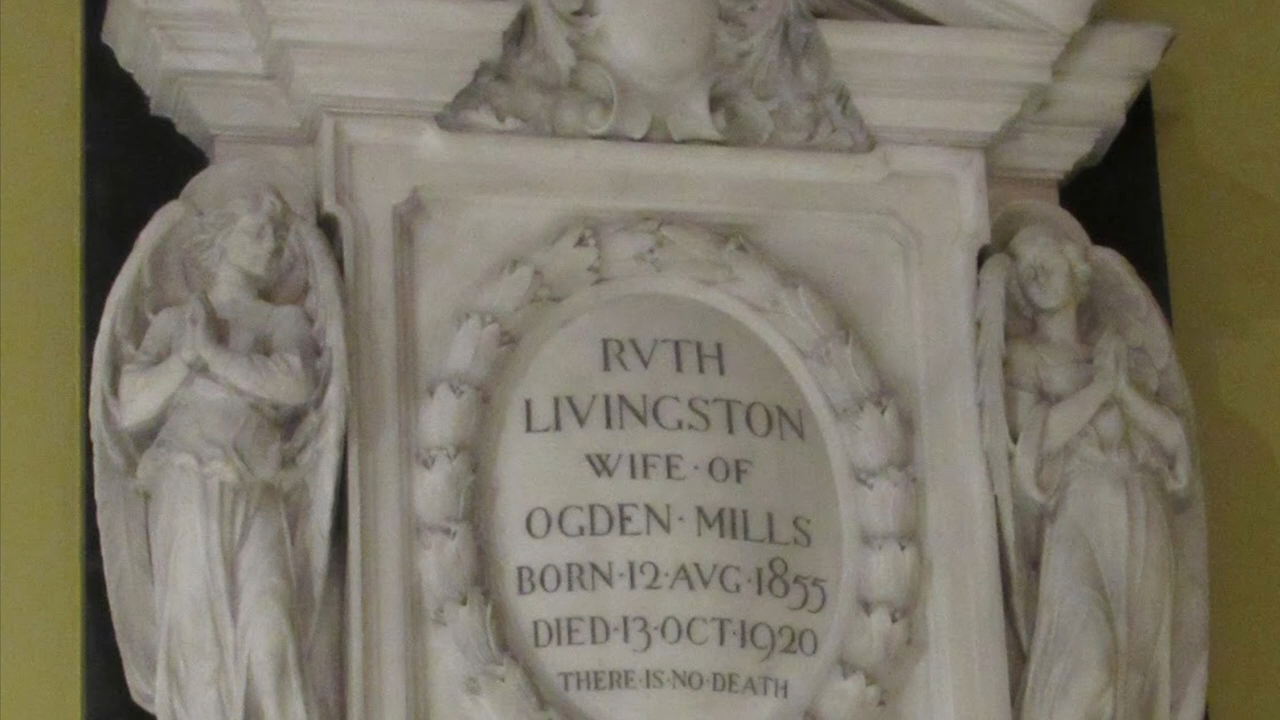 RVTH
LIVINGSTON
WIFE·OF
OGDEN·MILLS
BORN·12·AVG·1855
DIED·13·OCT·1920
THERE·IS·NO·DEATH